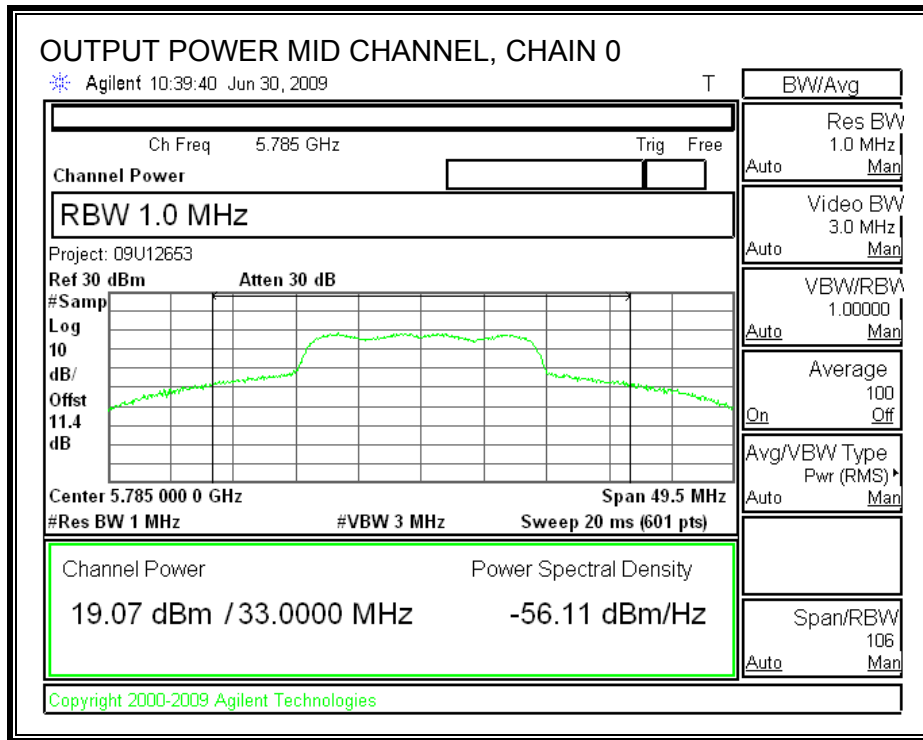 OUTPUT POWER MID CHANNEL, CHAIN 0
Agilent 10:39:40 Jun 30, 2009 T
Ch Freq 5.785 GHz Trig Free
Channel Power
RBW 1.0 MHz
Project: 09U12653
Ref 30 dBm Atten 30 dB
#Samp
Log
10
dB/
Offst
11.4
dB
Center 5.785 000 0 GHz Span 49.5 MHz
#Res BW 1 MHz #VBW 3 MHz Sweep 20 ms (601 pts)
Channel Power Power Spectral Density
19.07 dBm / 33.0000 MHz -56.11 dBm/Hz
Copyright 2000-2009 Agilent Technologies
BW/Avg
Res BW
1.0 MHz
Auto Man
Video BW
3.0 MHz
Auto Man
VBW/RBW
1.00000
Auto Man
Average
100
On Off
Avg/VBW Type
Pwr (RMS)
Auto Man
Span/RBW
106
Auto Man